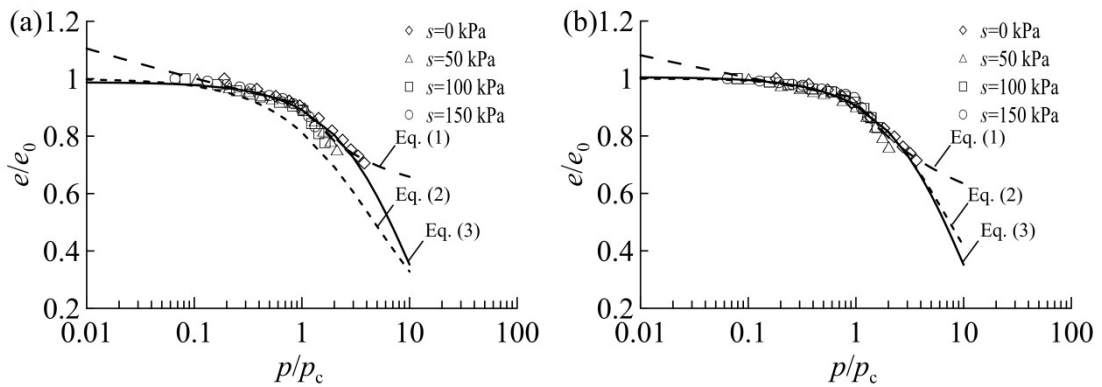 (a)
1.2
1
0.8
0.6
0.4
0.2
e/e0
s=0 kPa
s=50 kPa
s=100 kPa
s=150 kPa
Eq. (1)
Eq. (2)
Eq. (3)
0.01
0.1
1
10
100
p/pc
(b)
1.2
1
0.8
0.6
0.4
0.2
e/e0
s=0 kPa
s=50 kPa
s=100 kPa
s=150 kPa
Eq. (1)
Eq. (2)
Eq. (3)
0.01
0.1
1
10
100
p/pc